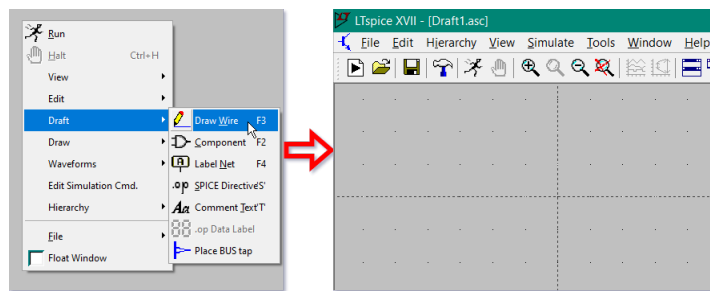 Run
Halt Ctrl+H
View
Edit
Draft
Draw
Waveforms
Edit Simulation Cmd.
Hierarchy
File
Float Window
Draw Wire F3
Component F2
Label Net F4
.op SPICE Directive'S'
Aa Comment Text'T'
.op Data Label
Place BUS tap
LTspice XVII - [Draft1.asc]
File Edit Hierarchy View Simulate Tools Window Help